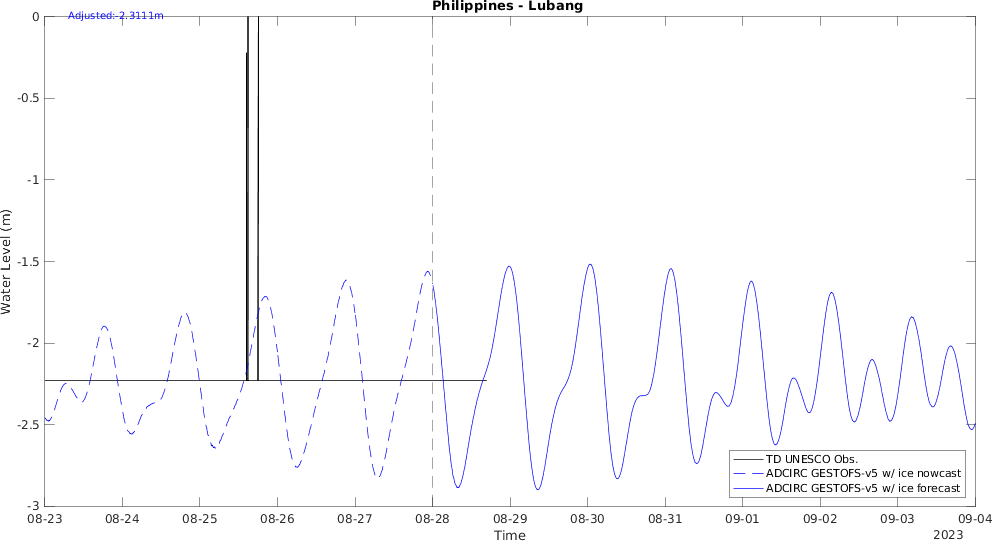 Philippines - Lubang
Adjusted:-2.3111m
0
-0.5
-1
-1.5
-2
-2.5
-3
Water Level (m)
08-23 08-24 08-25 08-26 08-27 08-28 08-29 08-30 08-31 09-01 09-02 09-03 09-04
Time
2023
TD UNESCO Obs.
ADCIRC GESTOFS-v5 w/ ice nowcast
ADCIRC GESTOFS-v5 w/ ice forecast